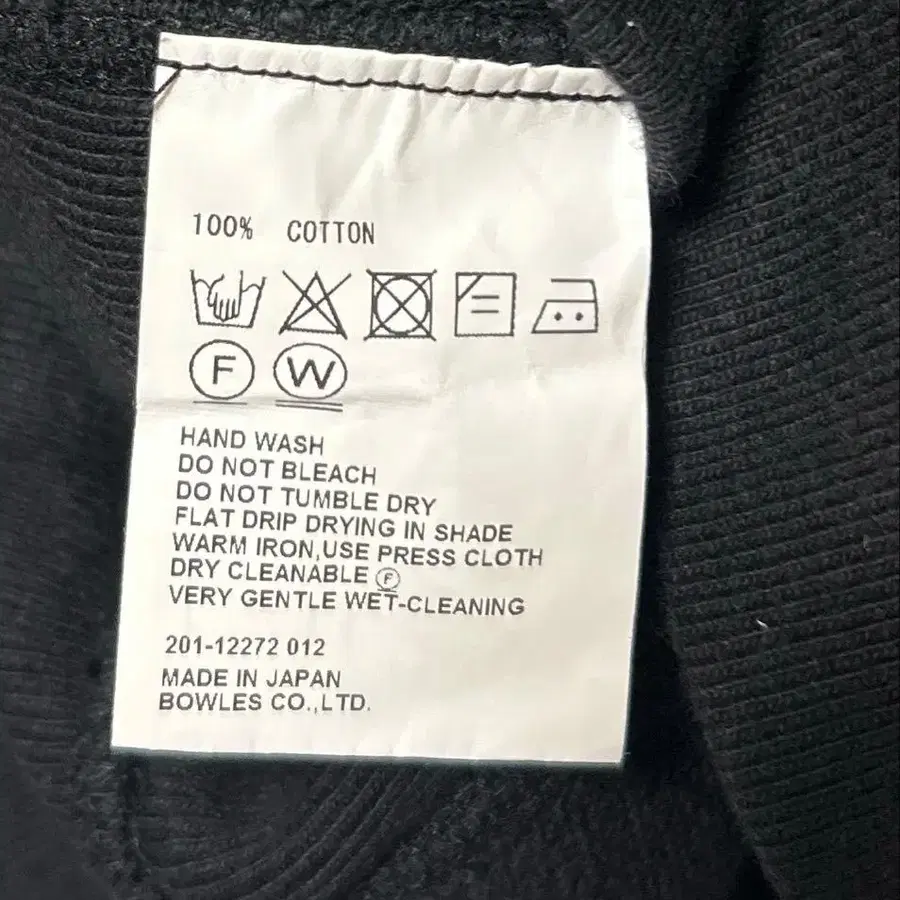 100% COTTON
F W
HAND WASH
DO NOT BLEACH
DO NOT TUMBLE DRY
FLAT DRIP DRYING IN SHADE
WARM IRON,USE PRESS CLOTH
DRY CLEANABLE Ⓕ
VERY GENTLE WET-CLEANING
201-12272 012
MADE IN JAPAN
BOWLES CO.,LTD.